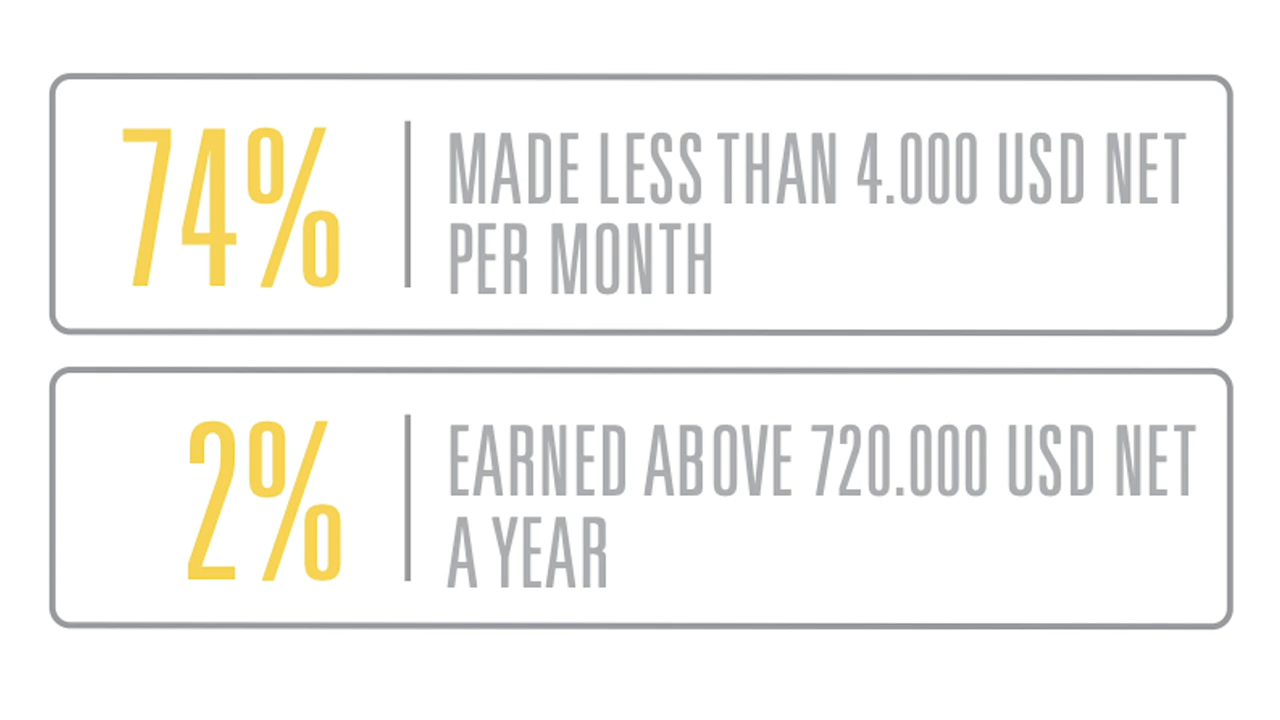 74%
MADE LESS THAN 4.000 USD NET
PER MONTH
2%
EARNED ABOVE 720.000 USD NET
A YEAR